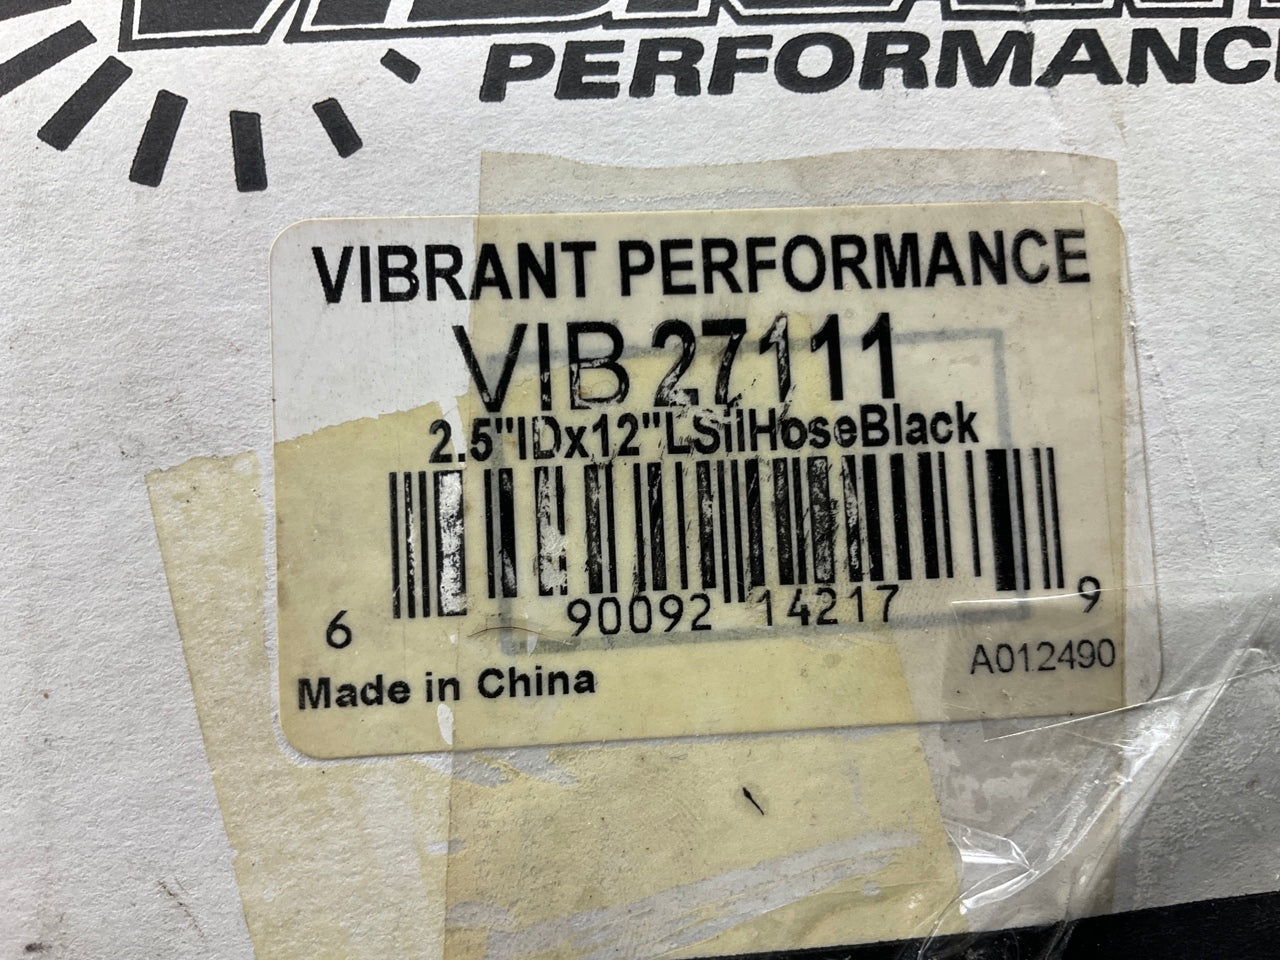 PERFORMANCE
VIBRANT PERFORMANCE
VIB 27111
2.5"IDx12"LSilHoseBlack
6 90092 14217 9
A012490
Made in China